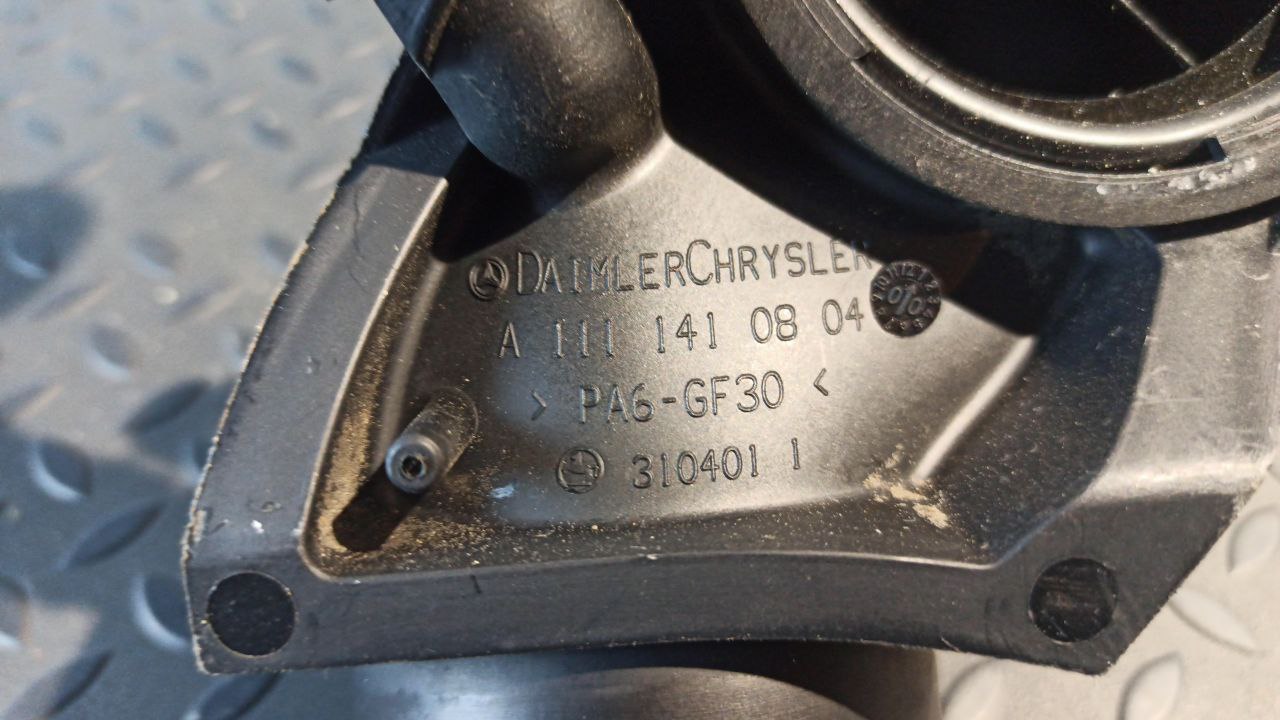 DAIMLERCHRYSLER
A 111 141 08 04
> PA6-GF30 <
310401 1